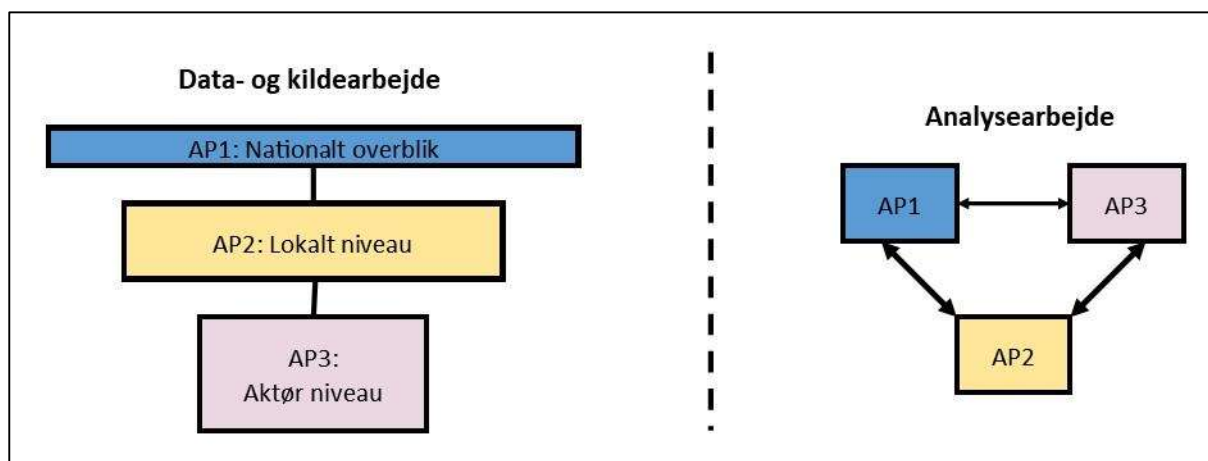 Data- og kildearbejde
AP1: Nationalt overblik
AP2: Lokalt niveau
AP3:
Aktør niveau
Analysearbejde
AP1
AP3
AP2